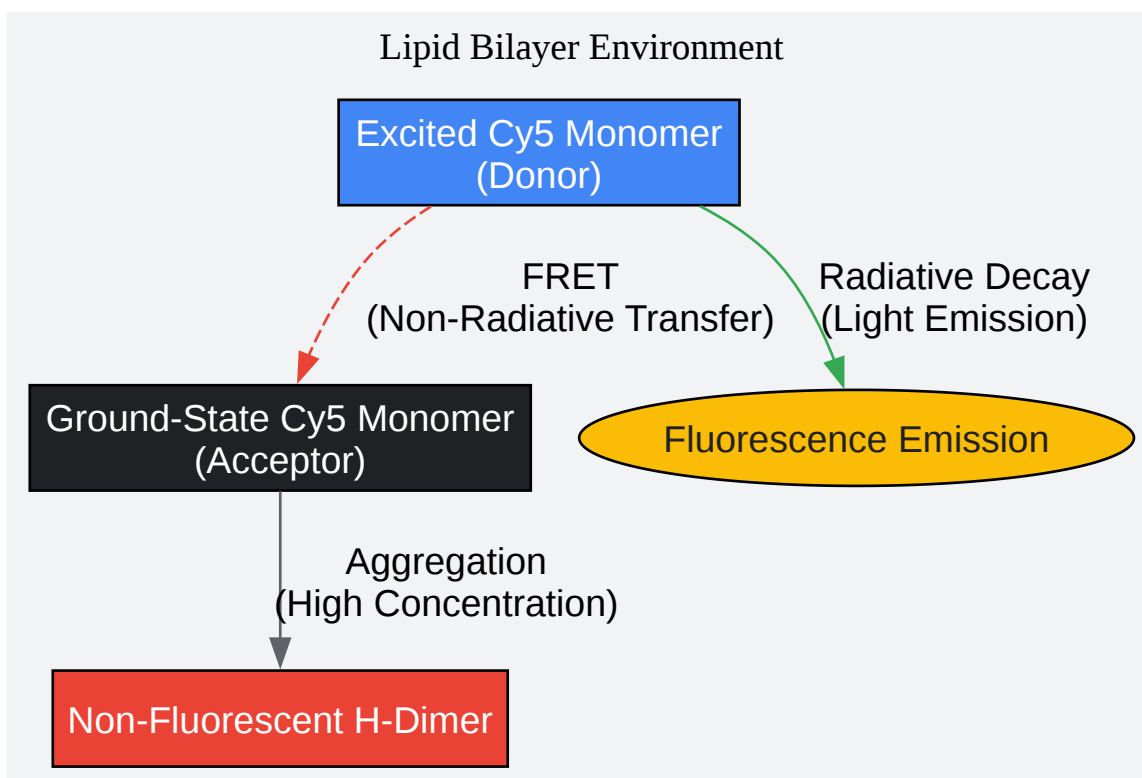 Lipid Bilayer Environment
Excited Cy5 Monomer
(Donor)
FRET
(Non-Radiative Transfer)
Radiative Decay
(Light Emission)
Ground-State Cy5 Monomer
(Acceptor)
Fluorescence Emission
Aggregation
(High Concentration)
Non-Fluorescent H-Dimer